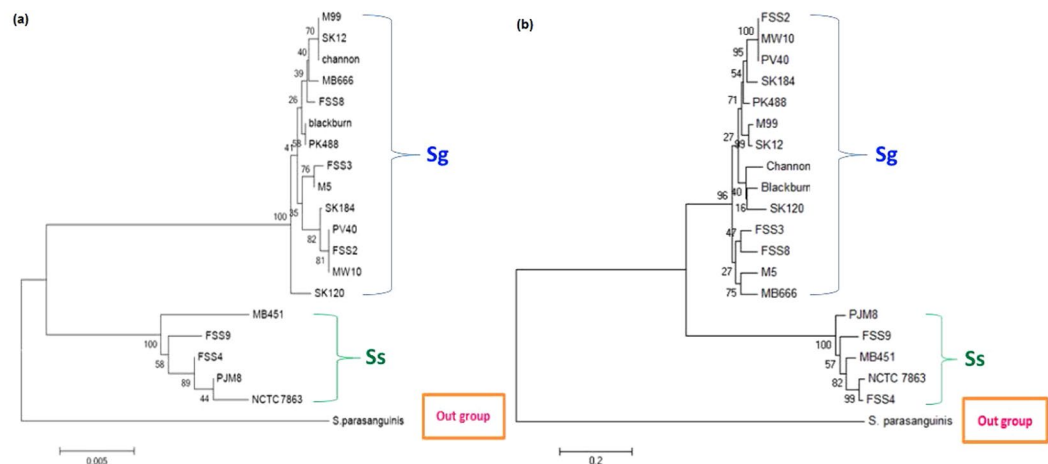 (a)
M99
70
SK12
channon
40
MB666
39
FSS8
26
blackburn
58
PK488
41
FSS3
76
M5
SK184
35
PV40
82
FSS2
81
MW10
100
SK120
Sg
MB451
100
FSS9
58
FSS4
89
PJM8
44
NCTC 7863
Ss
S.parasanguinis
Out group
0.005
(b)
FSS2
100
MW10
95
PV40
54
SK184
71
PK488
M99
27
99
SK12
Channon
40
Blackburn
96
16
SK120
FSS3
47
FSS8
27
M5
75
MB666
Sg
PJM8
100
FSS9
57
MB451
82
NCTC 7863
99
FSS4
Ss
S. parasanguinis
Out group
0.2